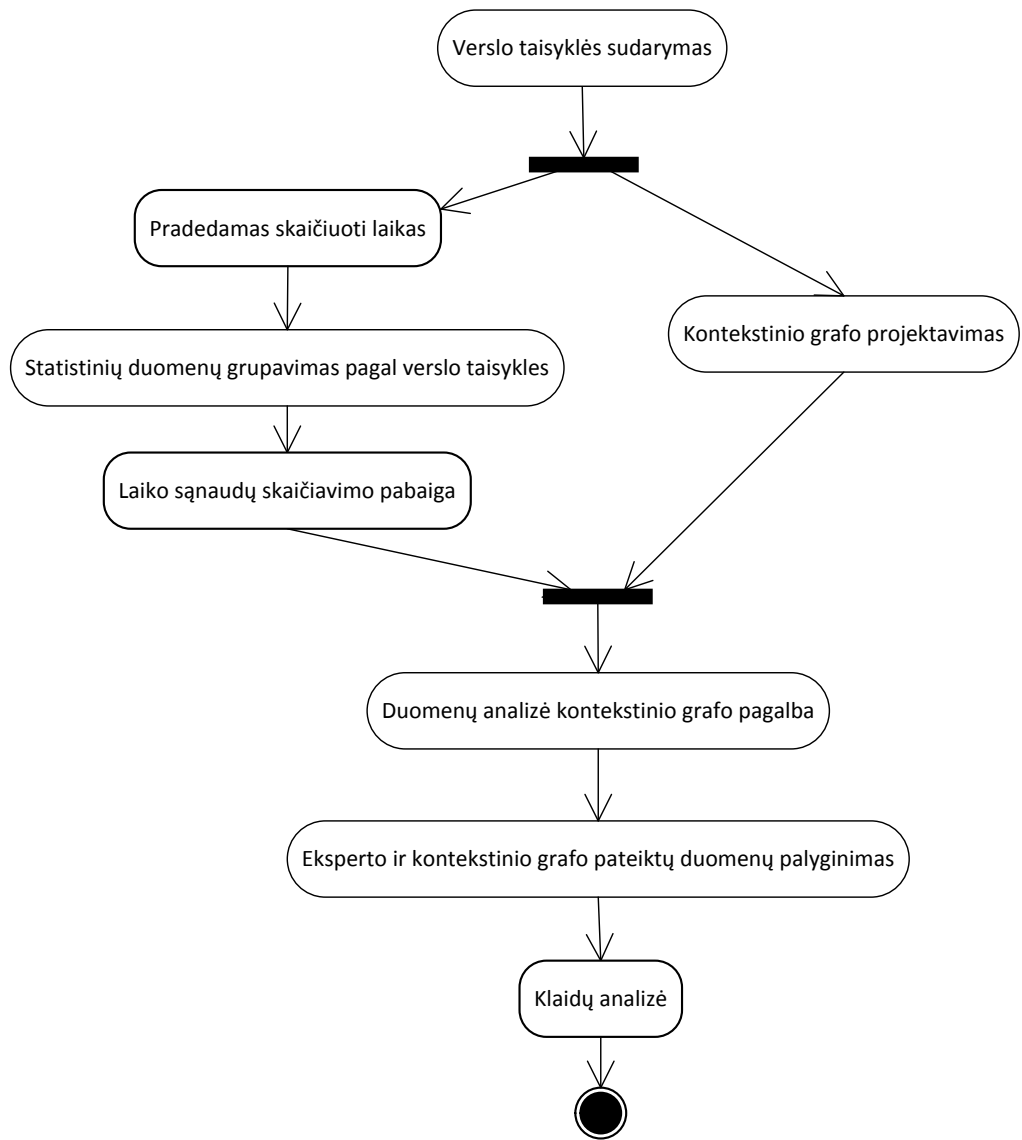 Verslo taisyklės sudarymas
Pradedamas skaičiuoti laikas
Kontekstinio grafo projektavimas
Statistinių duomenų grupavimas pagal verslo taisykles
Laiko sąnaudų skaičiavimo pabaiga
Duomenų analizė kontekstinio grafo pagalba
Eksperto ir kontekstinio grafo pateiktų duomenų palyginimas
Klaidų analizė